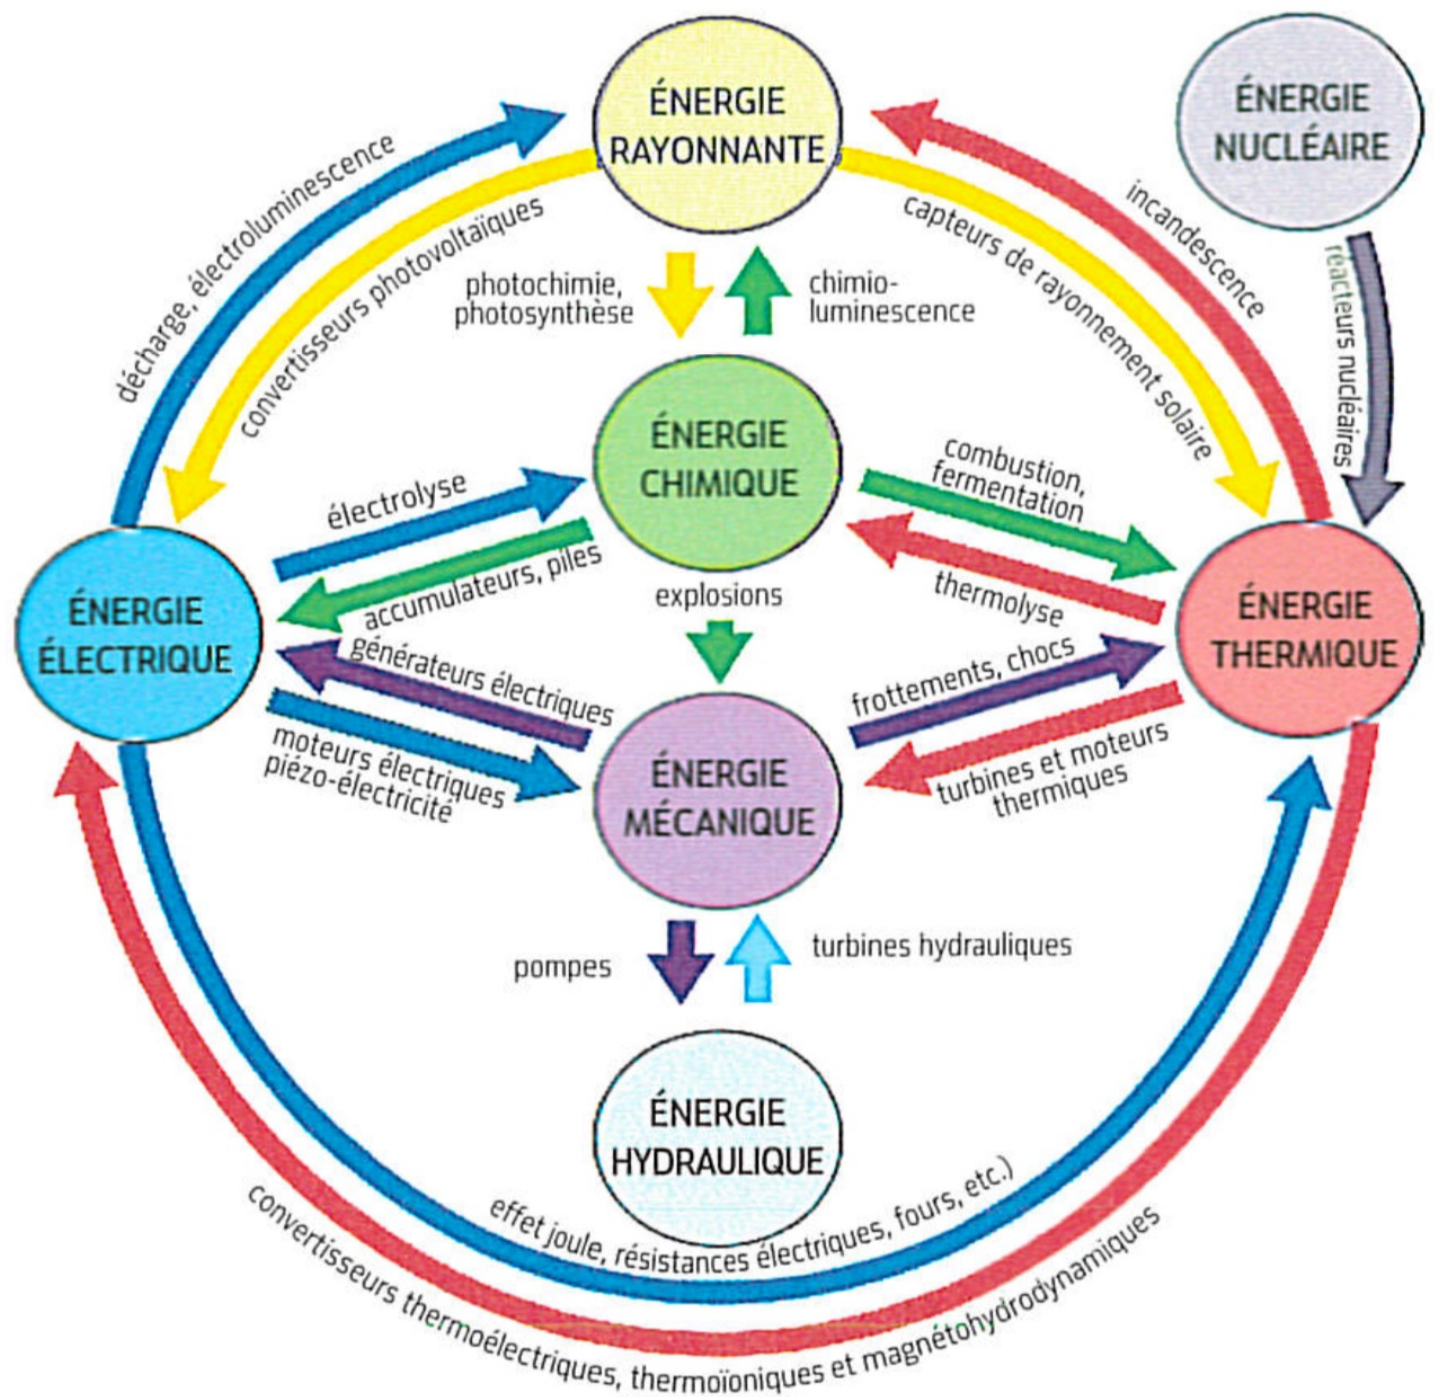 ÉNERGIE
RAYONNANTE
ÉNERGIE
NUCLÉAIRE
décharge, électroluminescence
convertisseurs photovoltaïques
photochimie,
photosynthèse
chimio-
luminescence
capteurs de rayonnement solaire
incandescence
réacteurs nucléaires
ÉNERGIE
CHIMIQUE
électrolyse
accumulateurs, piles
combustion,
fermentation
thermolyse
explosions
ÉNERGIE
ÉLECTRIQUE
ÉNERGIE
THERMIQUE
générateurs électriques
moteurs électriques
piézo-électricité
frottements, chocs
turbines et moteurs
thermiques
ÉNERGIE
MÉCANIQUE
pompes
turbines hydrauliques
ÉNERGIE
HYDRAULIQUE
effet joule, résistances électriques, fours, etc.)
convertisseurs thermoélectriques, thermoïoniques et magnétohydrodynamiques